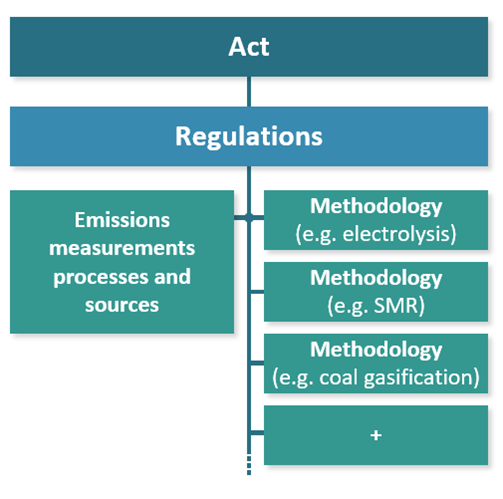 Act
Regulations
Emissions
measurements
processes and
sources
Methodology
(e.g. electrolysis)
Methodology
(e.g. SMR)
Methodology
(e.g. coal gasification)
+